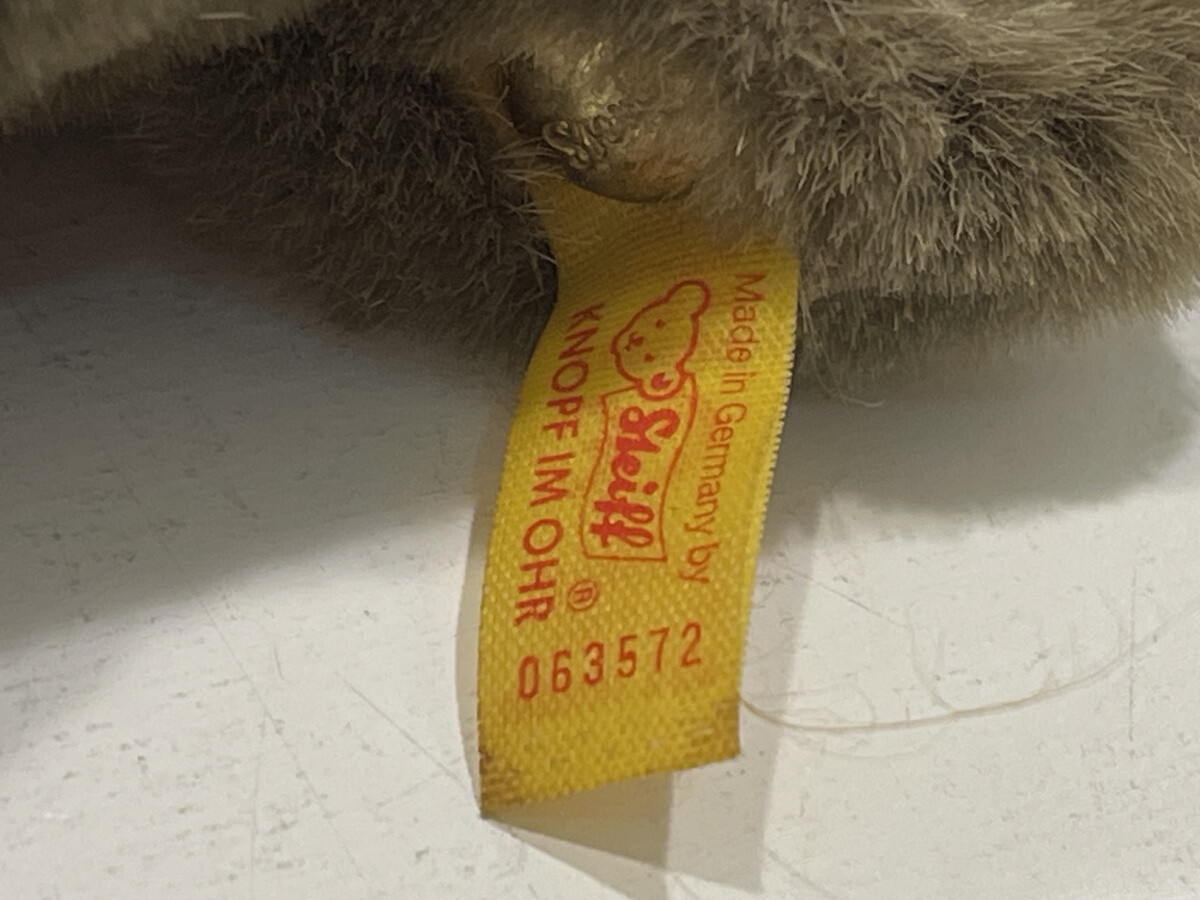 Made in Germany by
Steiff
KNOPF IM OHR ®
063572